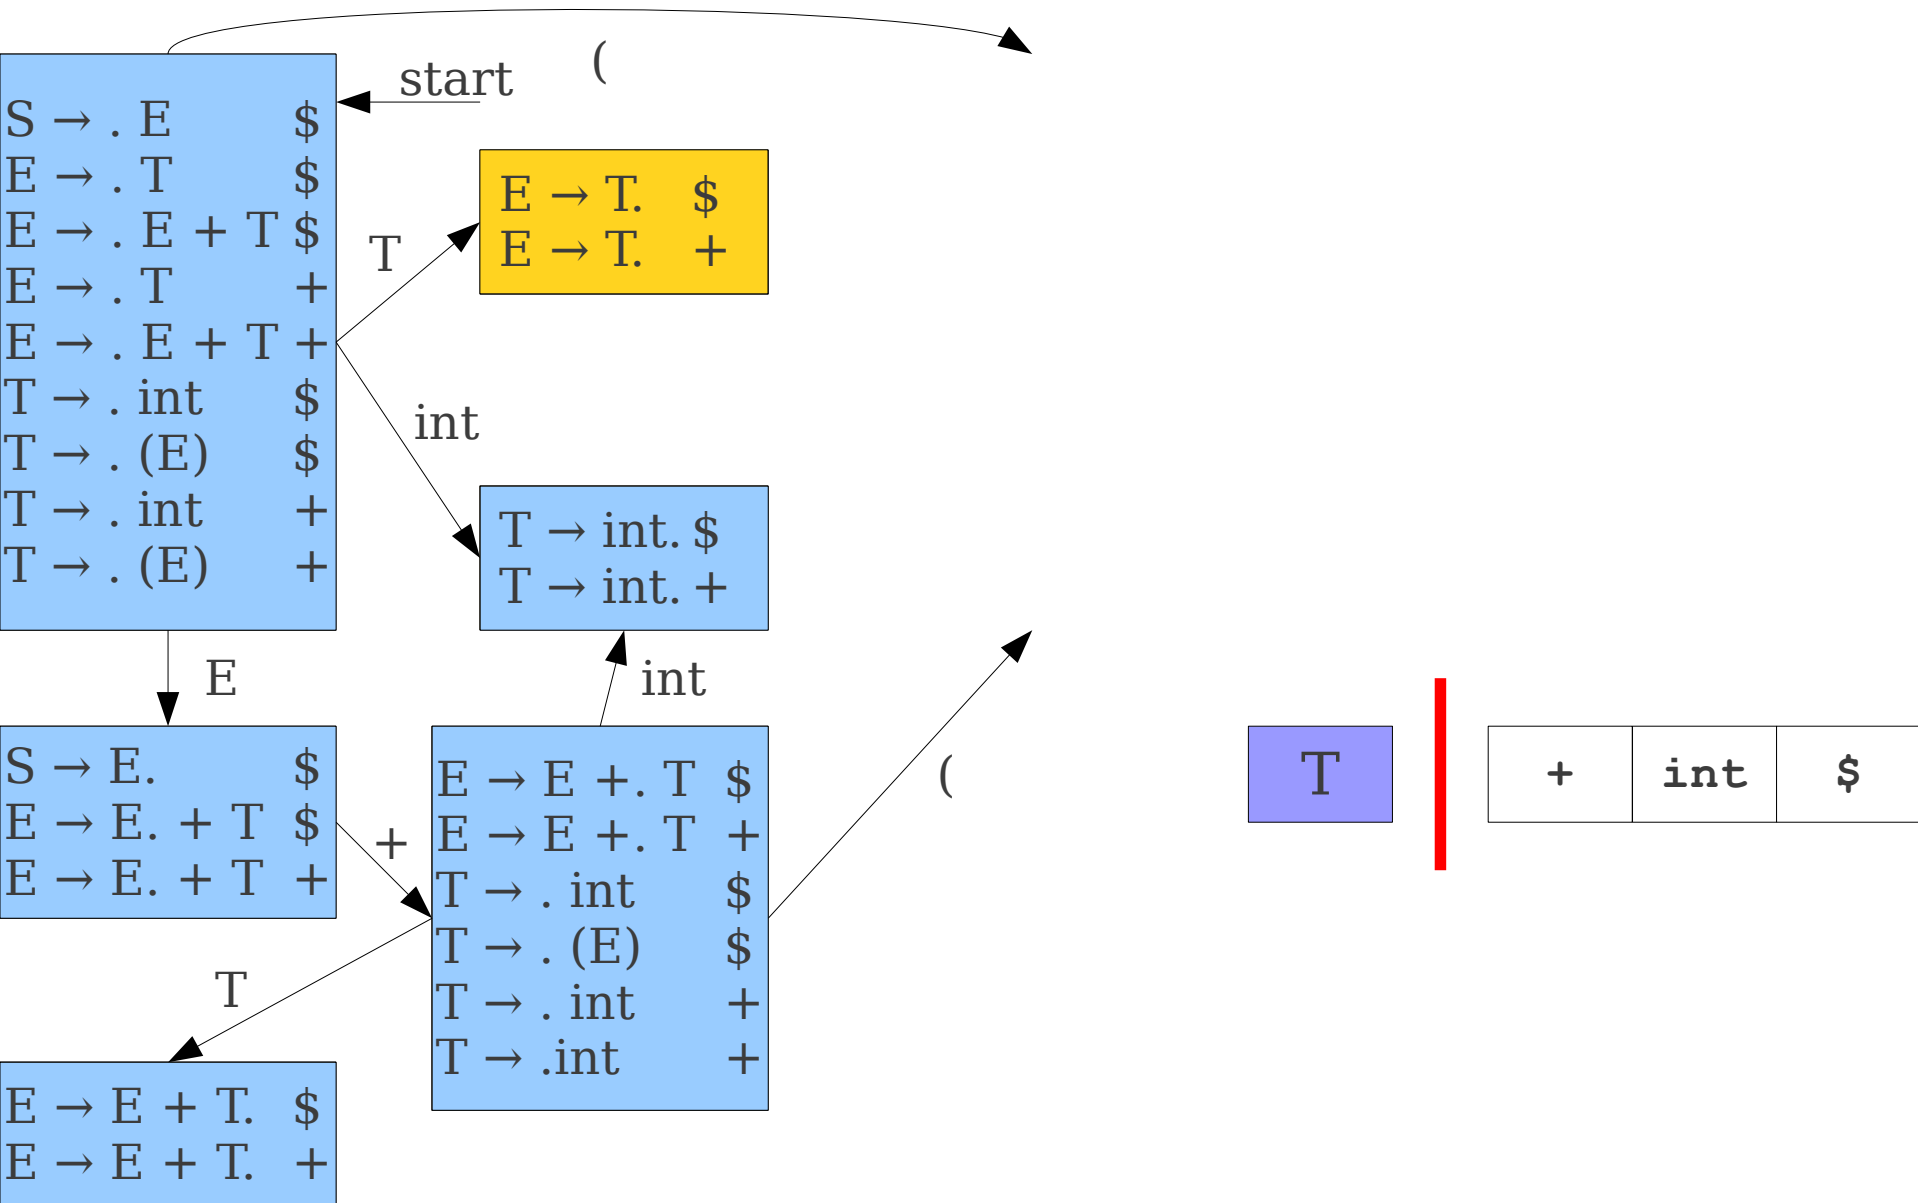 (
start
S → . E $
E → . T $
E → . E + T $
E → . T +
E → . E + T +
T → . int $
T → . (E) $
T → . int +
T → . (E) +
E → T. $
E → T. +
T
int
T → int. $
T → int. +
E
int
S → E. $
E → E. + T $
E → E. + T +
+
E → E +. T $
E → E +. T +
T → . int $
T → . (E) $
T → . int +
T → .int +
(
T
+ int $
T
E → E + T. $
E → E + T. +